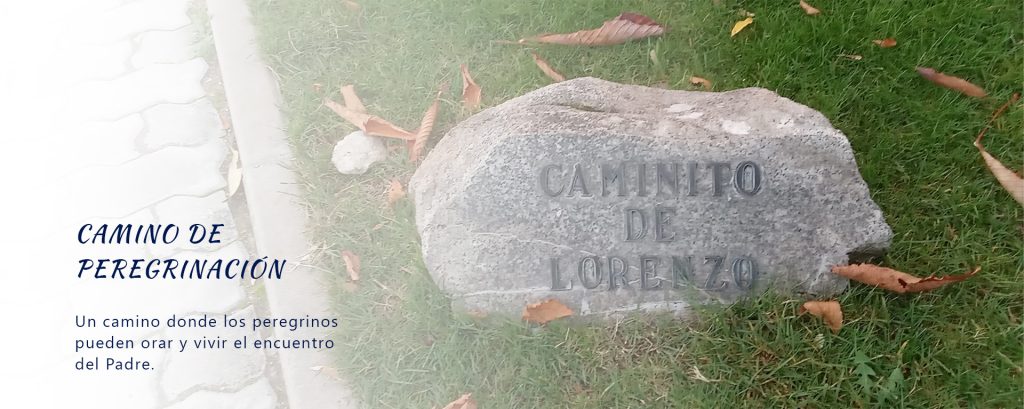 CAMINITO
DE
LORENZO
CAMINO DE
PEREGRINACIÓN
Un camino donde los peregrinos
pueden orar y vivir el encuentro
del Padre.